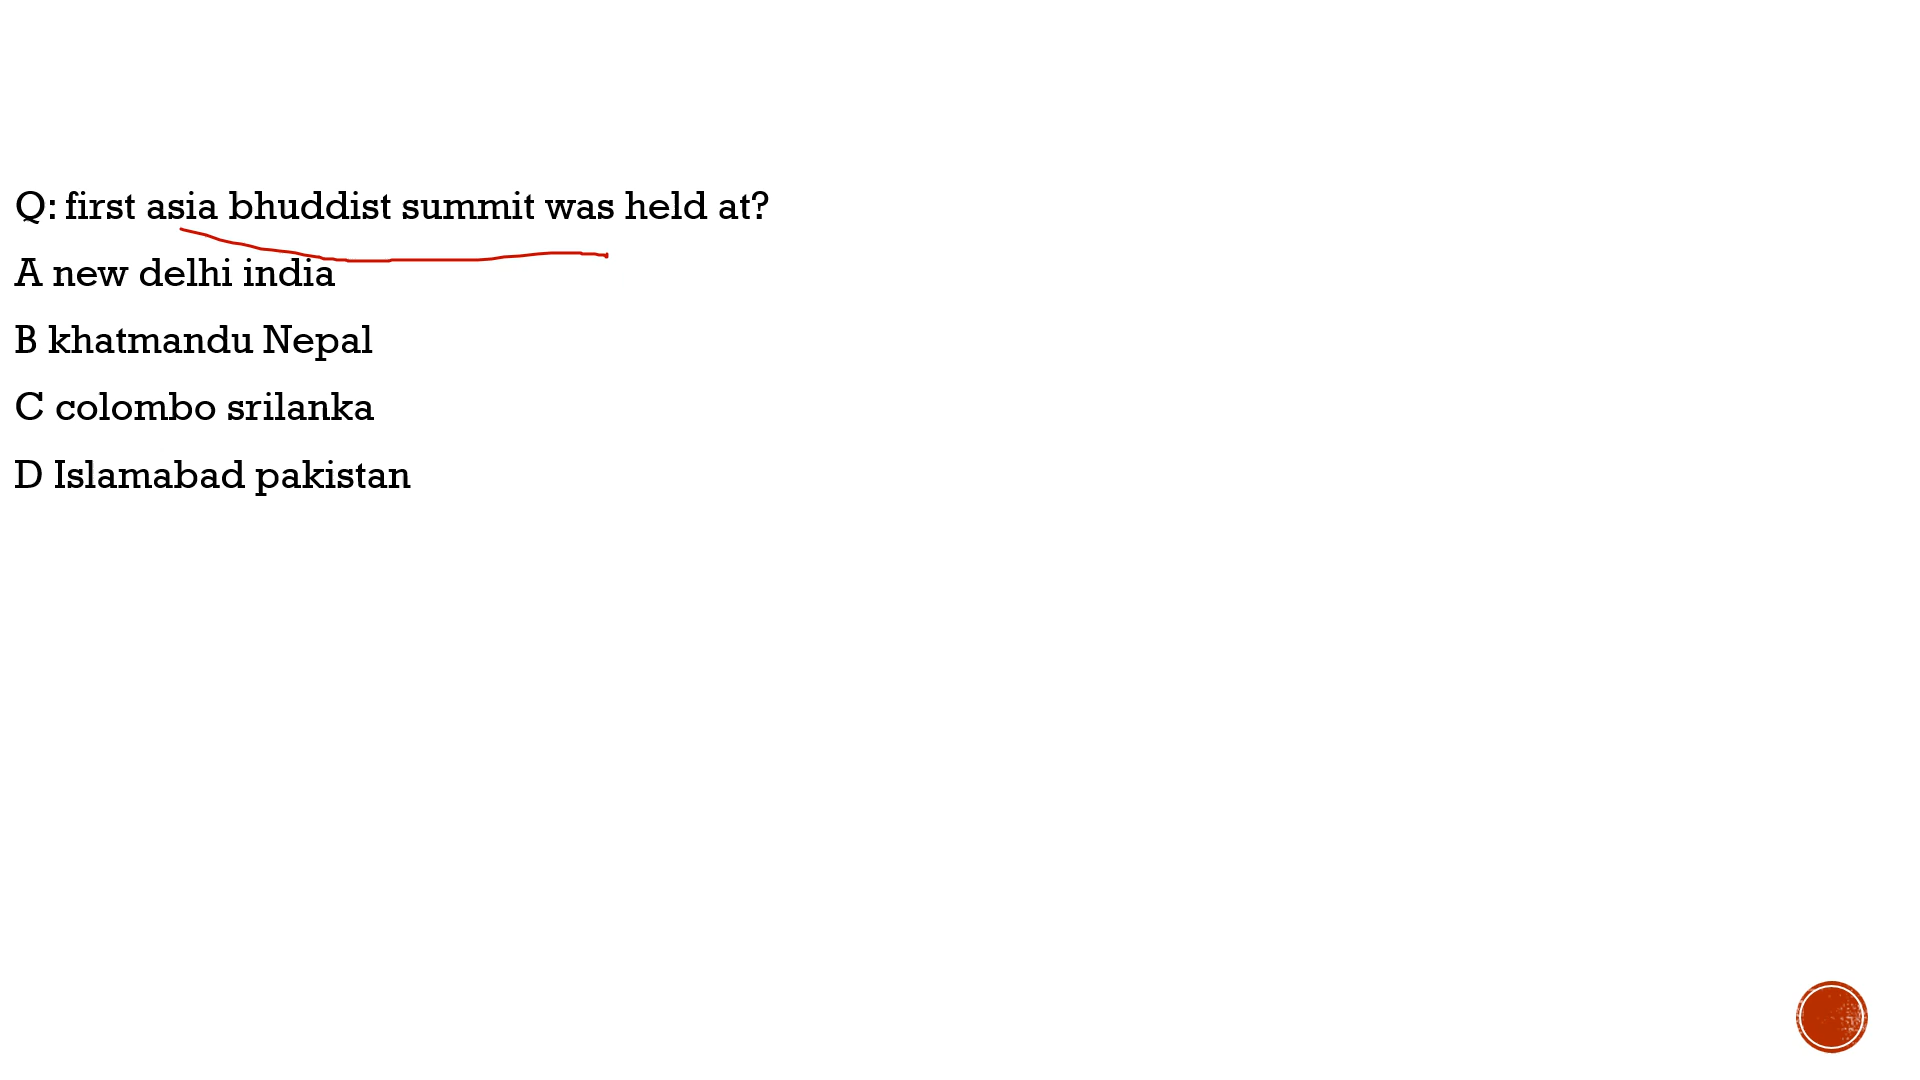 Q: first asia bhuddist summit was held at?
A new delhi india
B khatmandu Nepal
C colombo srilanka
D Islamabad pakistan